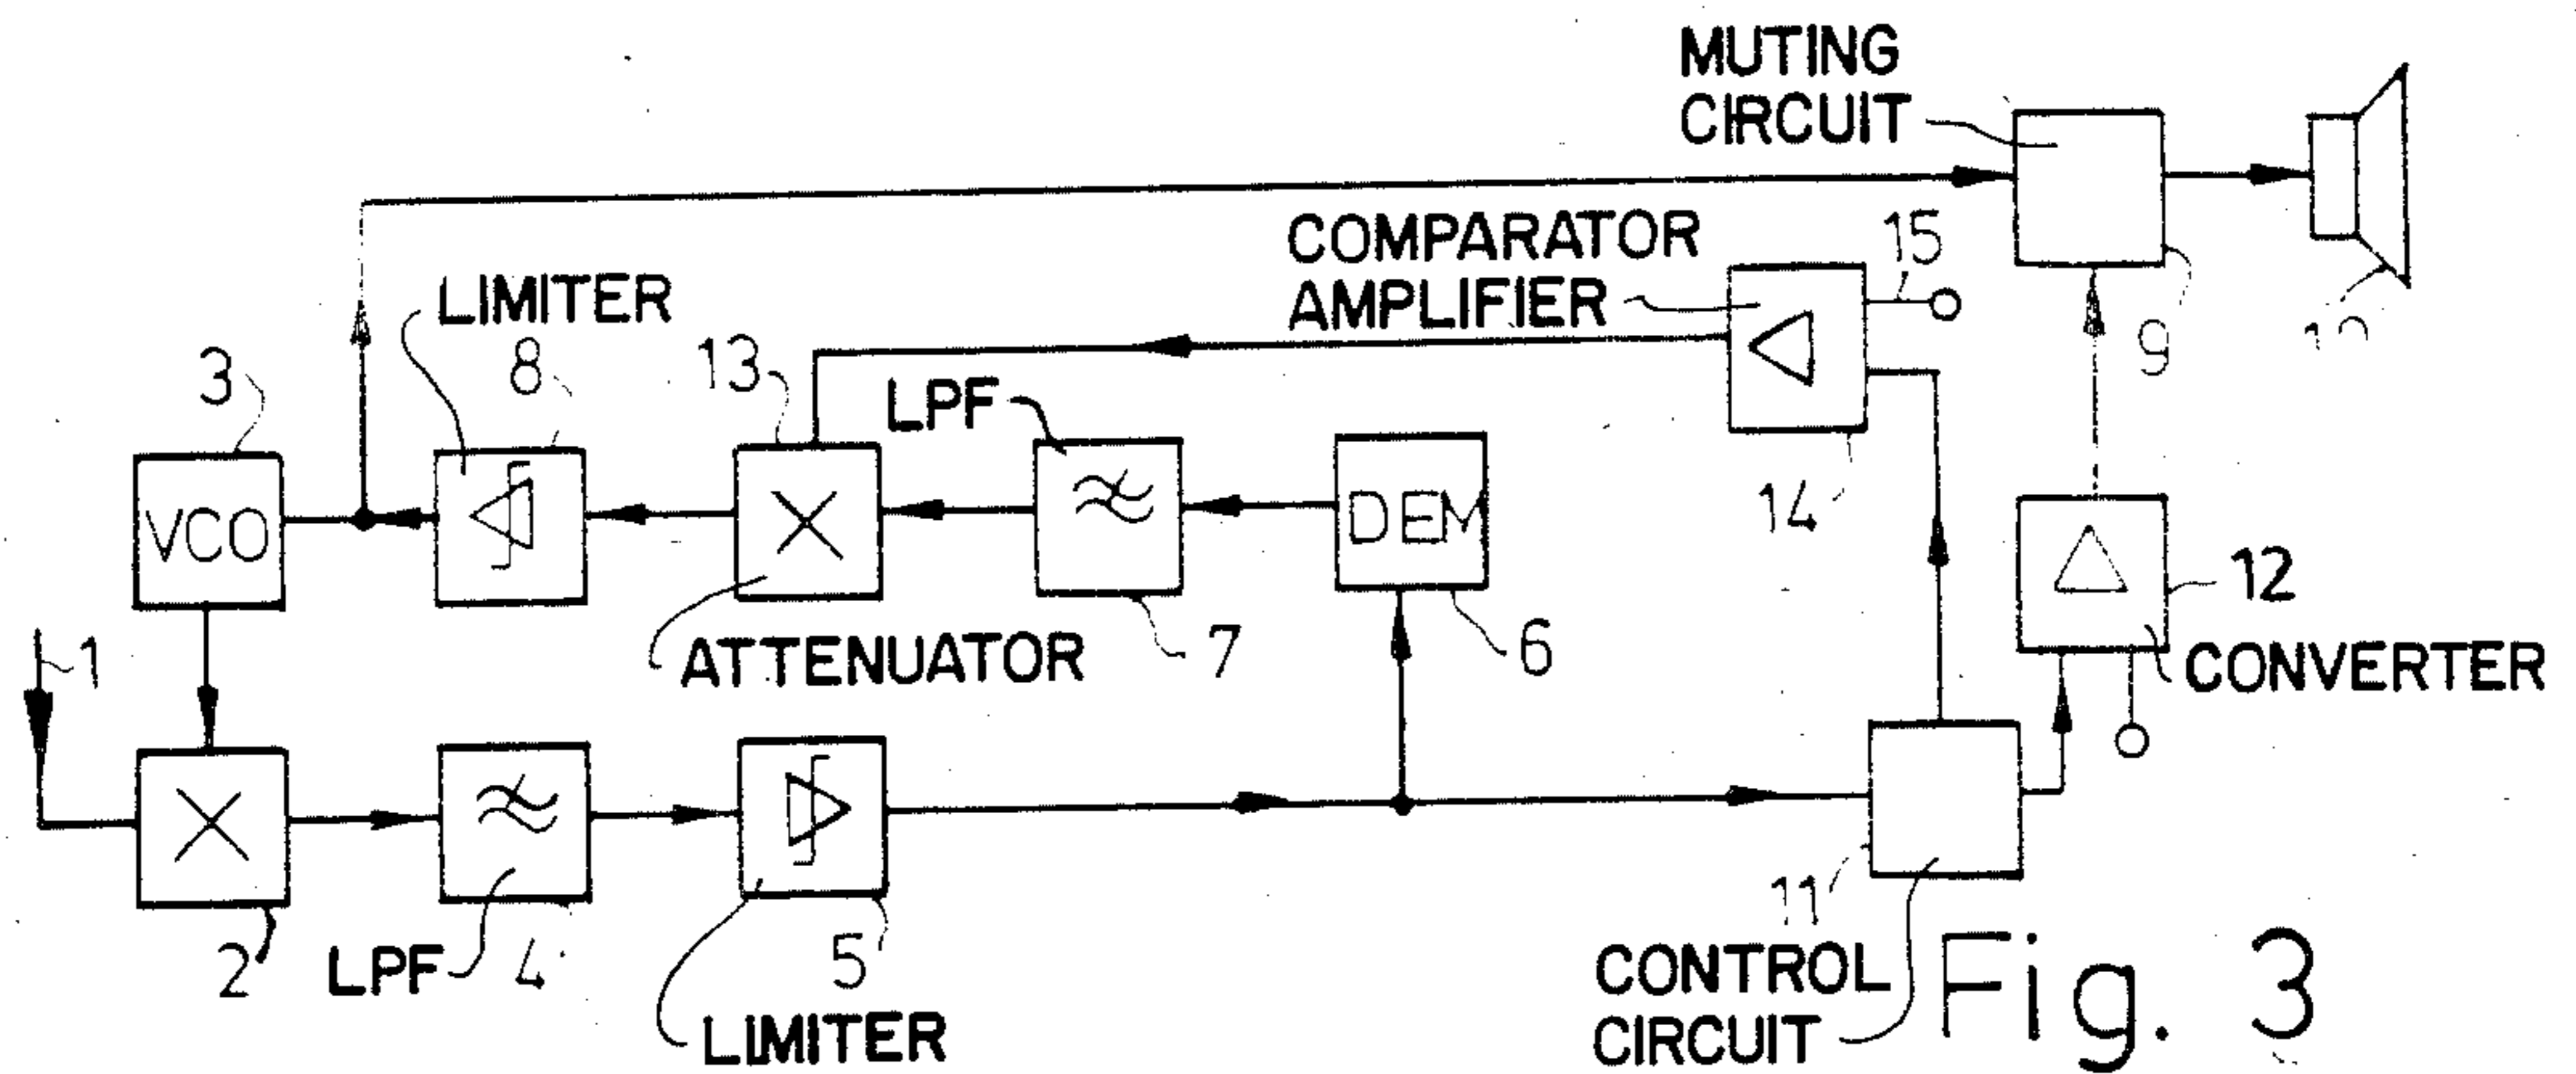 MUTING
CIRCUIT
COMPARATOR
AMPLIFIER
15
9
LIMITER
3
8
13
LPF
14
VCO
DEM
12
CONVERTER
1
ATTENUATOR
7
6
2
LPF
4
5
LIMITER
11
CONTROL
CIRCUIT
Fig. 3